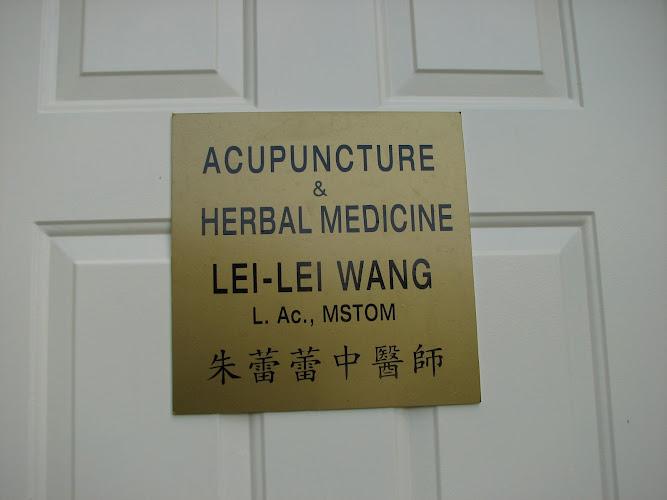 ACUPUNCTURE
&
HERBAL MEDICINE
LEI-LEI WANG
L. Ac., MSTOM
朱蕾蕾中醫師